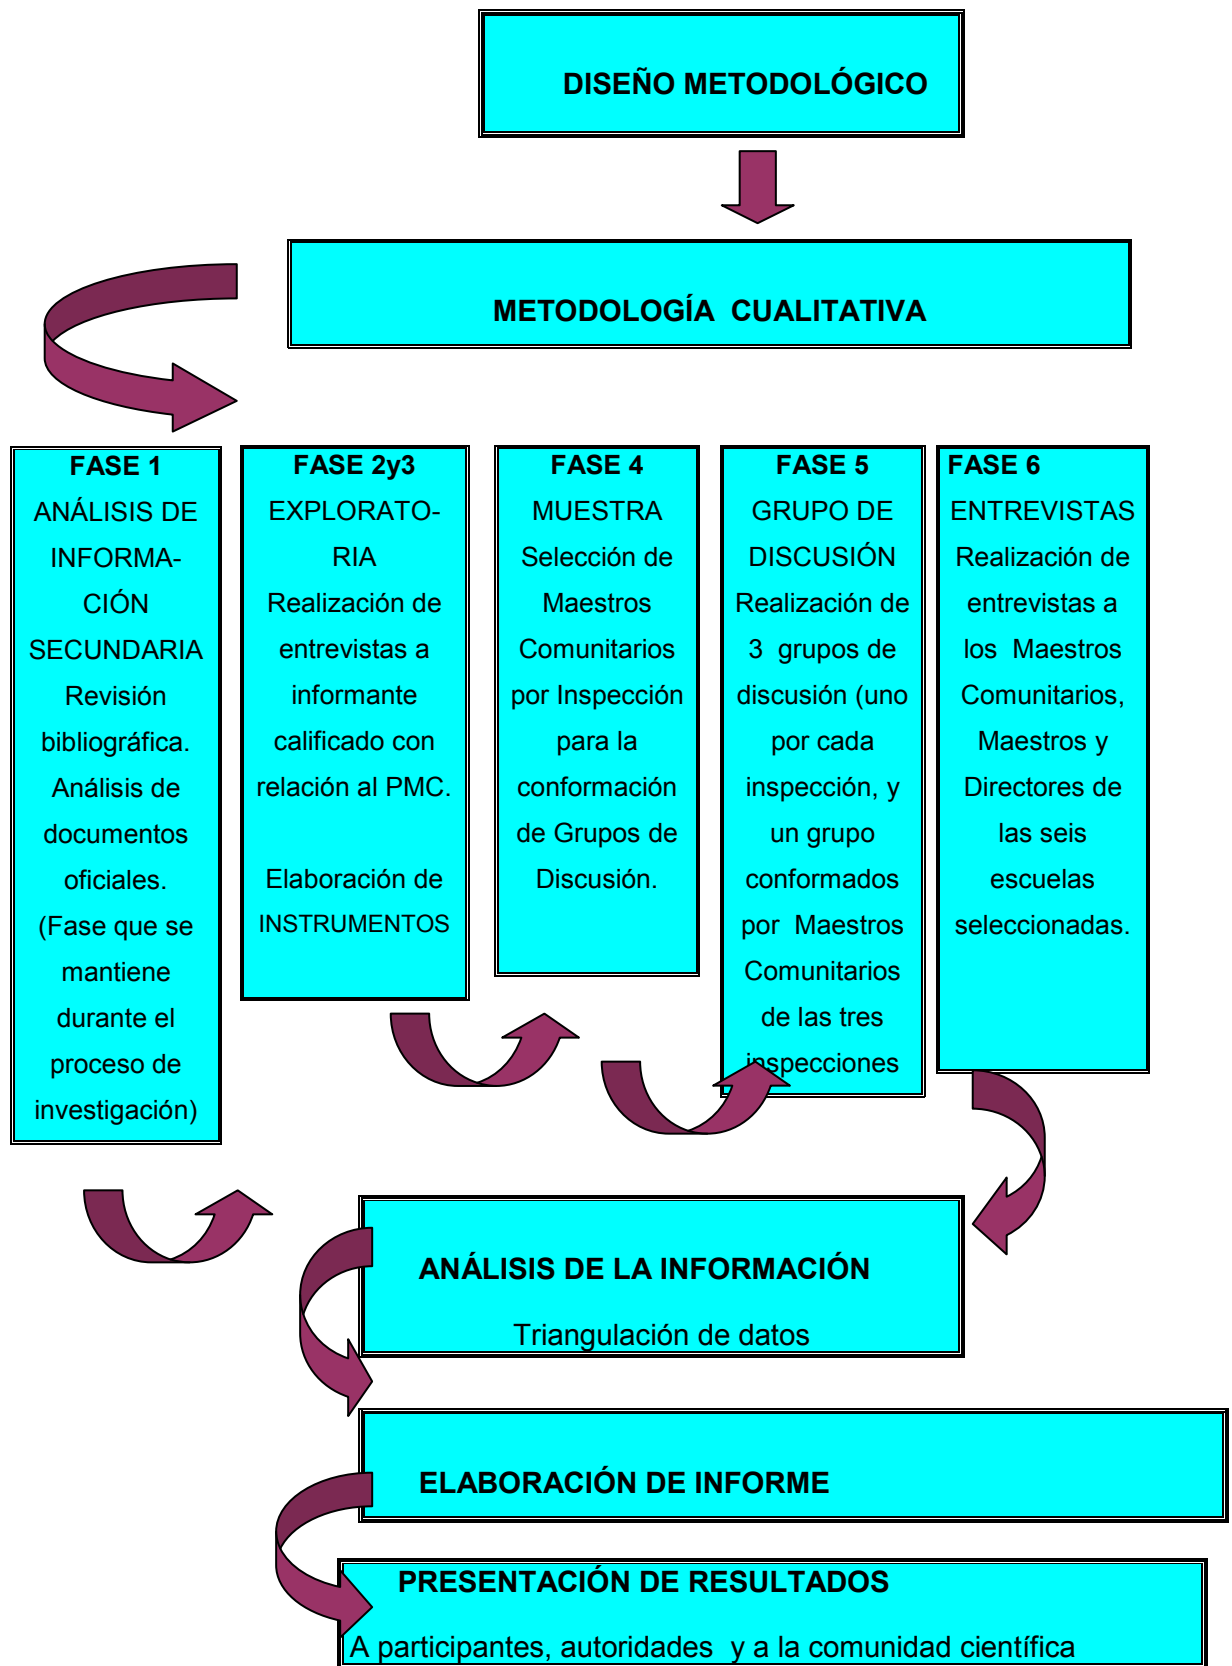 DISEÑO METODOLÓGICO
METODOLOGÍA CUALITATIVA
FASE 1
ANÁLISIS DE
INFORMA-
CIÓN
SECUNDARIA
Revisión
bibliográfica.
Análisis de
documentos
oficiales.
(Fase que se
mantiene
durante el
proceso de
investigación)
FASE 2y3
EXPLORATO-
RIA
Realización de
entrevistas a
informante
calificado con
relación al PMC.
Elaboración de
INSTRUMENTOS
FASE 4
MUESTRA
Selección de
Maestros
Comunitarios
por Inspección
para la
conformación
de Grupos de
Discusión.
FASE 5
GRUPO DE
DISCUSIÓN
Realización de
3 grupos de
discusión (uno
por cada
inspección, y
un grupo
conformados
por Maestros
Comunitarios
de las tres
inspecciones
FASE 6
ENTREVISTAS
Realización de
entrevistas a
los Maestros
Comunitarios,
Maestros y
Directores de
las seis
escuelas
seleccionadas.
ANÁLISIS DE LA INFORMACIÓN
Triangulación de datos
ELABORACIÓN DE INFORME
PRESENTACIÓN DE RESULTADOS
A participantes, autoridades y a la comunidad científica